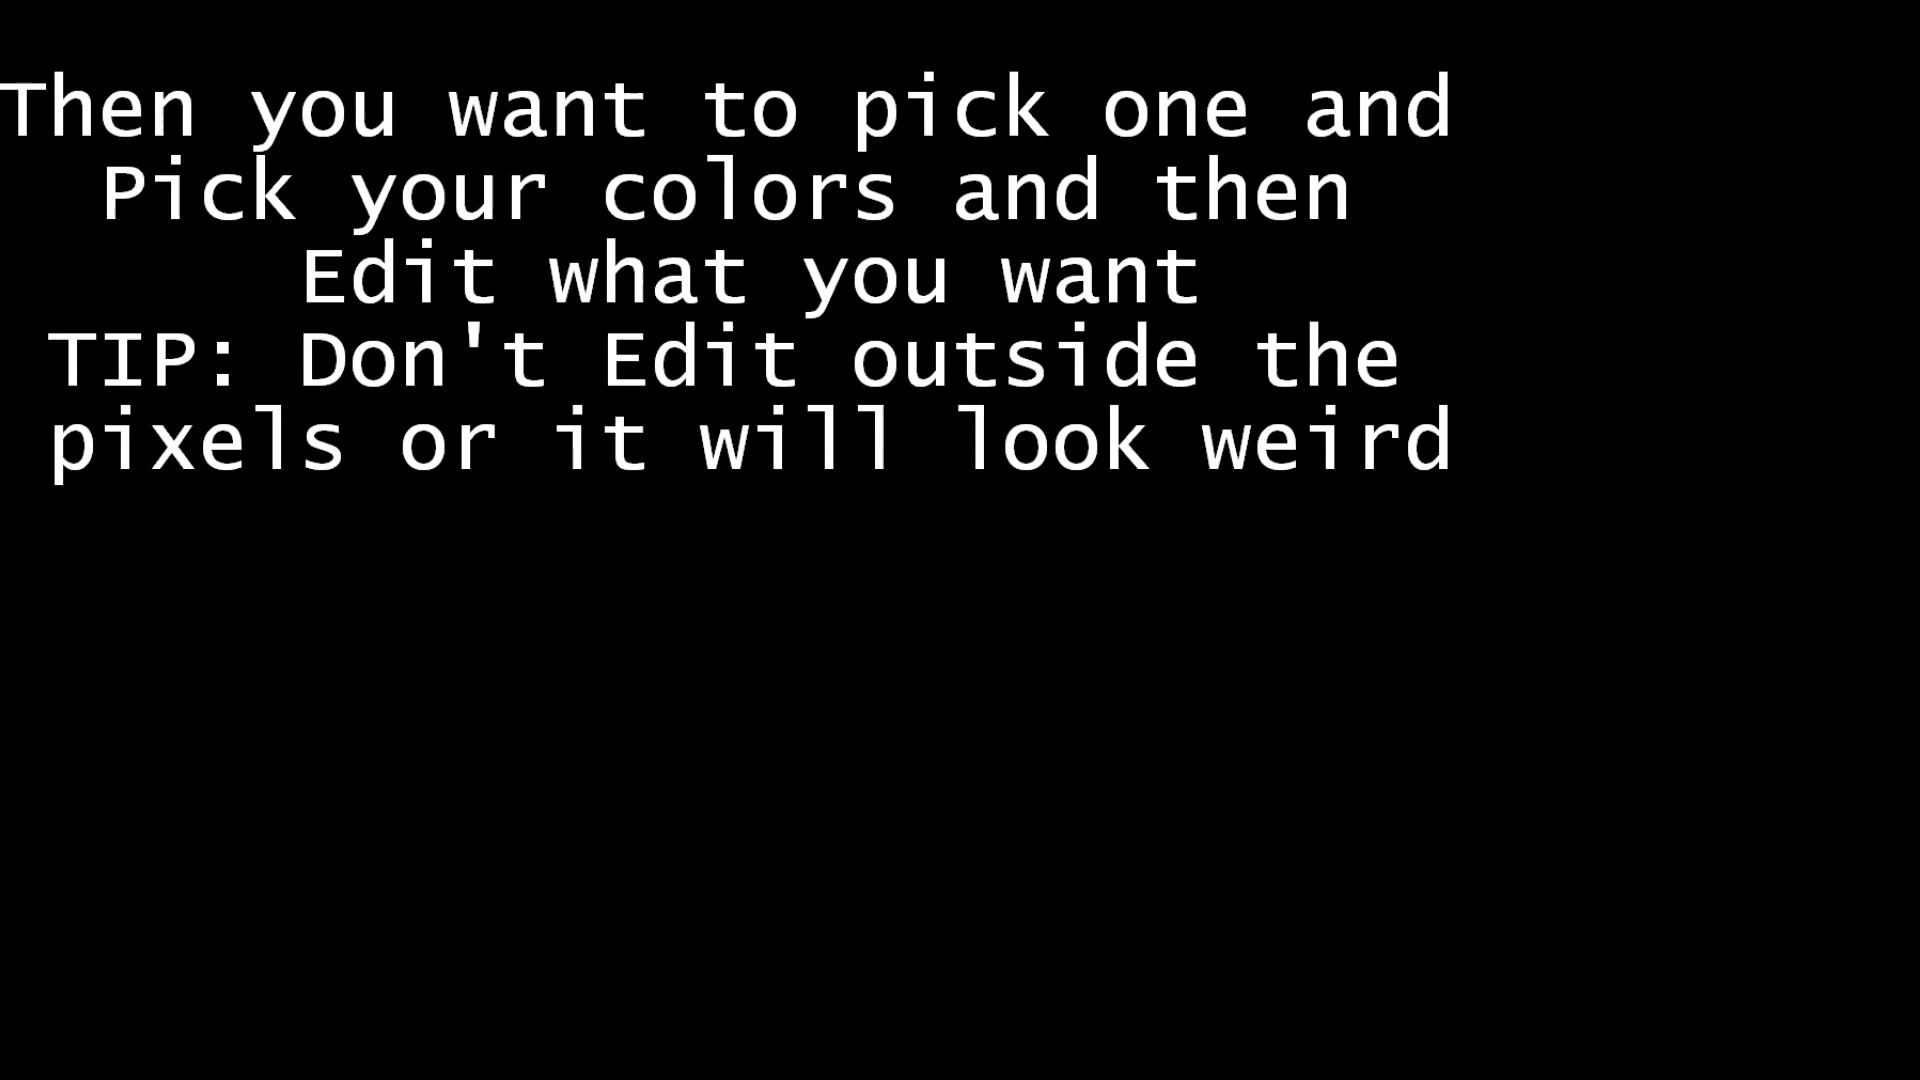 Then you want to pick one and
Pick your colors and then
Edit what you want
TIP: Don't Edit outside the
pixels or it will look weird